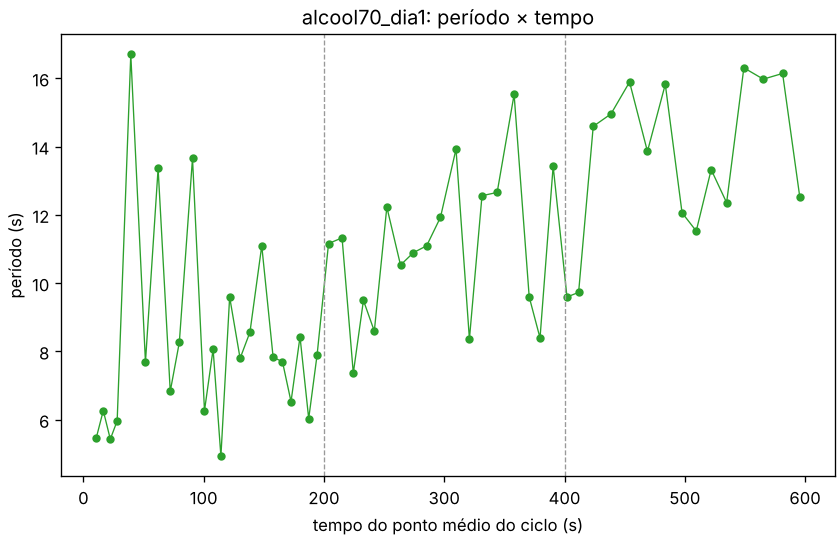 alcool70_dia1: período × tempo
período (s)
16
14
12
10
8
6
0 100 200 300 400 500 600
tempo do ponto médio do ciclo (s)